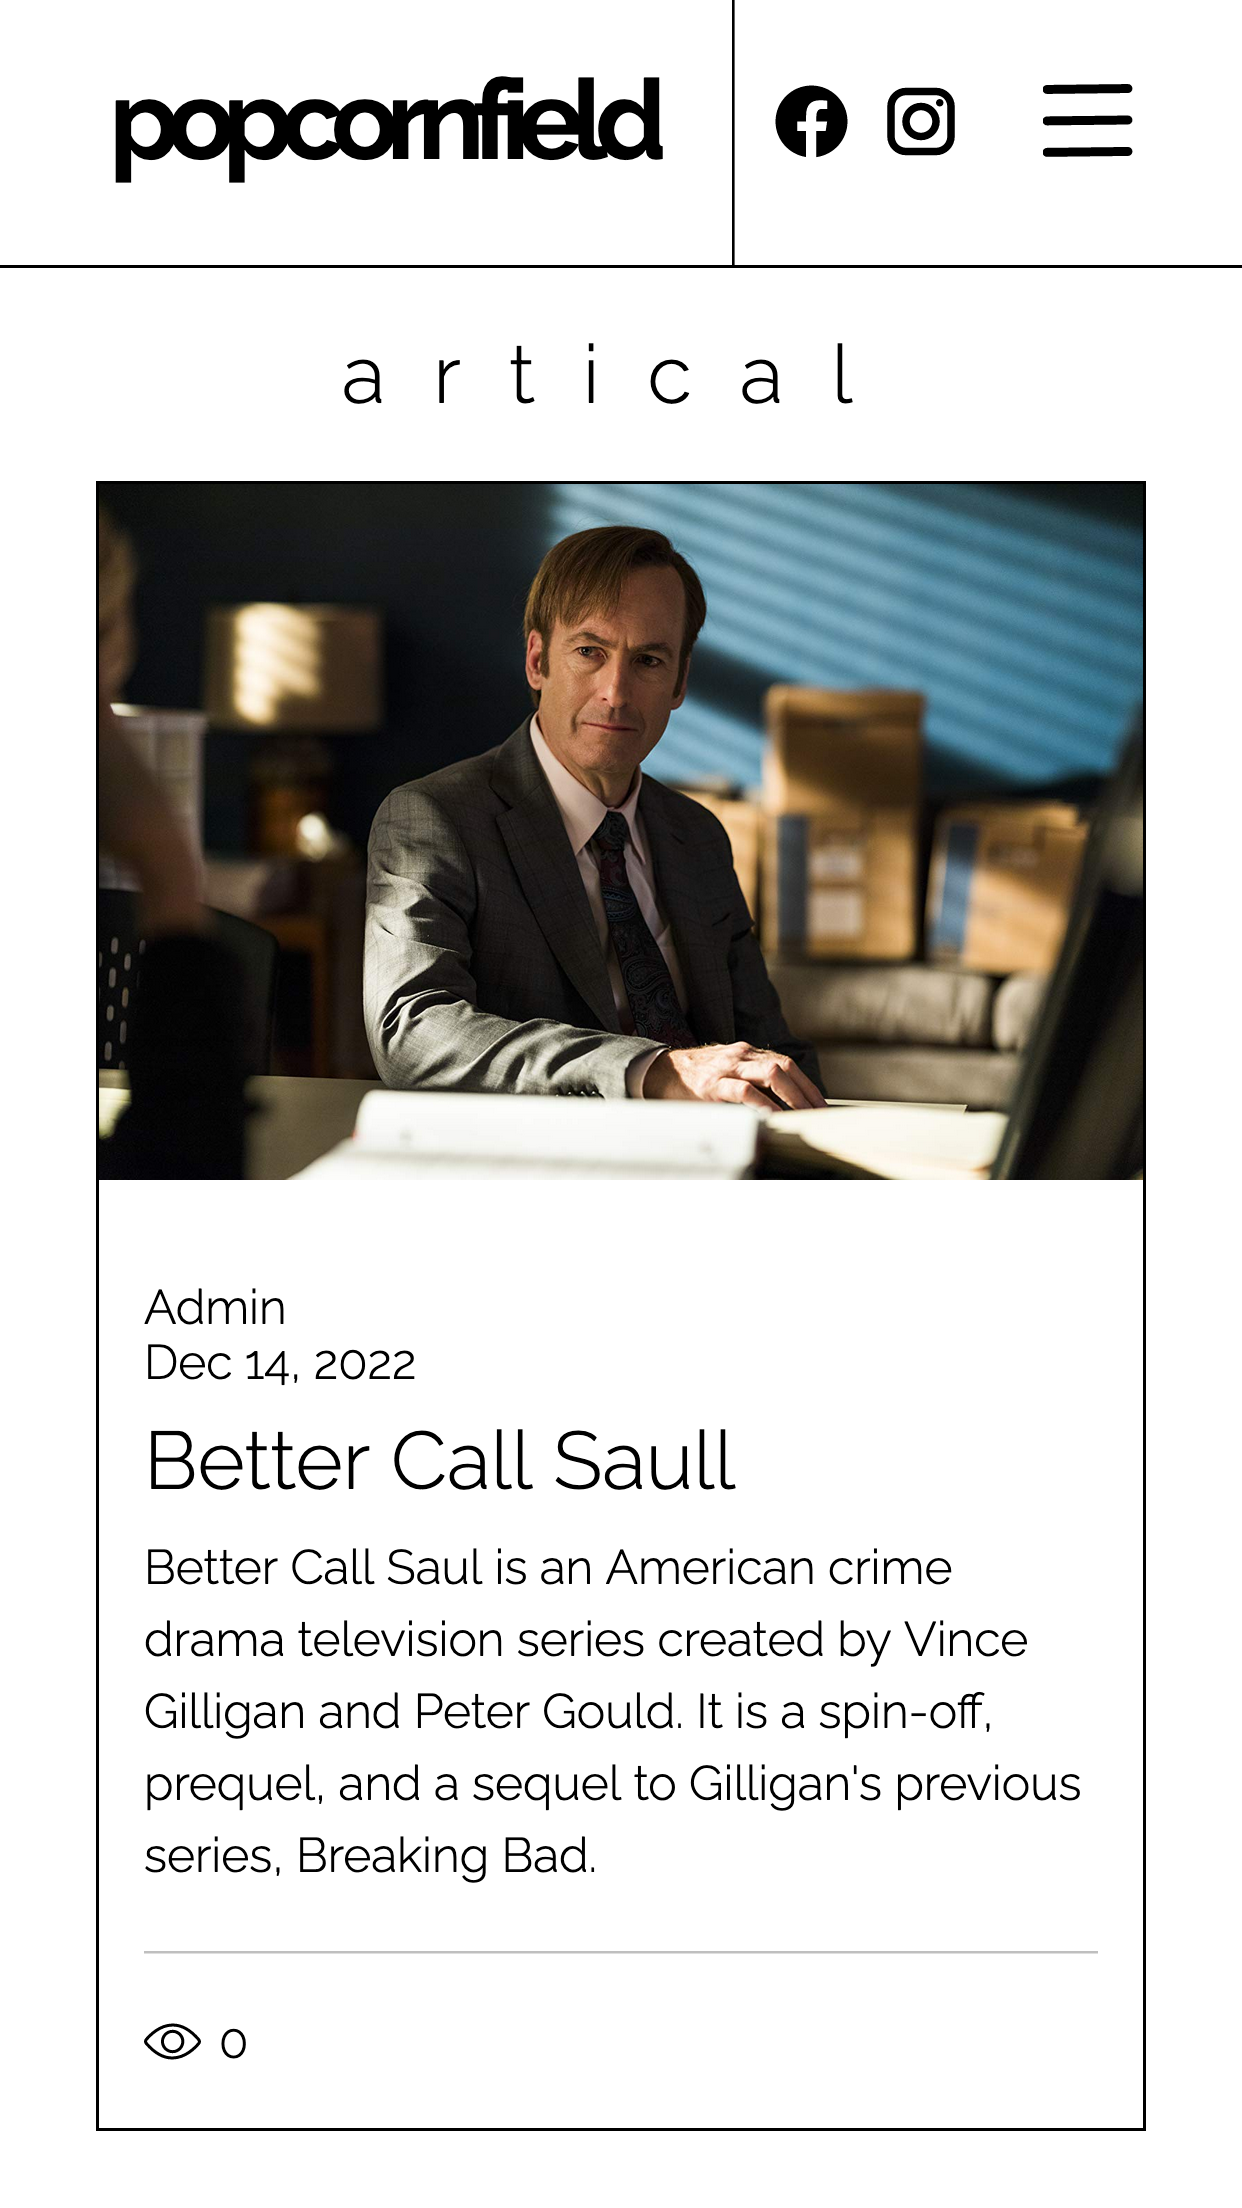 popcornfield
artical
Admin
Dec 14, 2022
Better Call Saull
Better Call Saul is an American crime
drama television series created by Vince
Gilligan and Peter Gould. It is a spin-off,
prequel, and a sequel to Gilligan's previous
series, Breaking Bad.
0